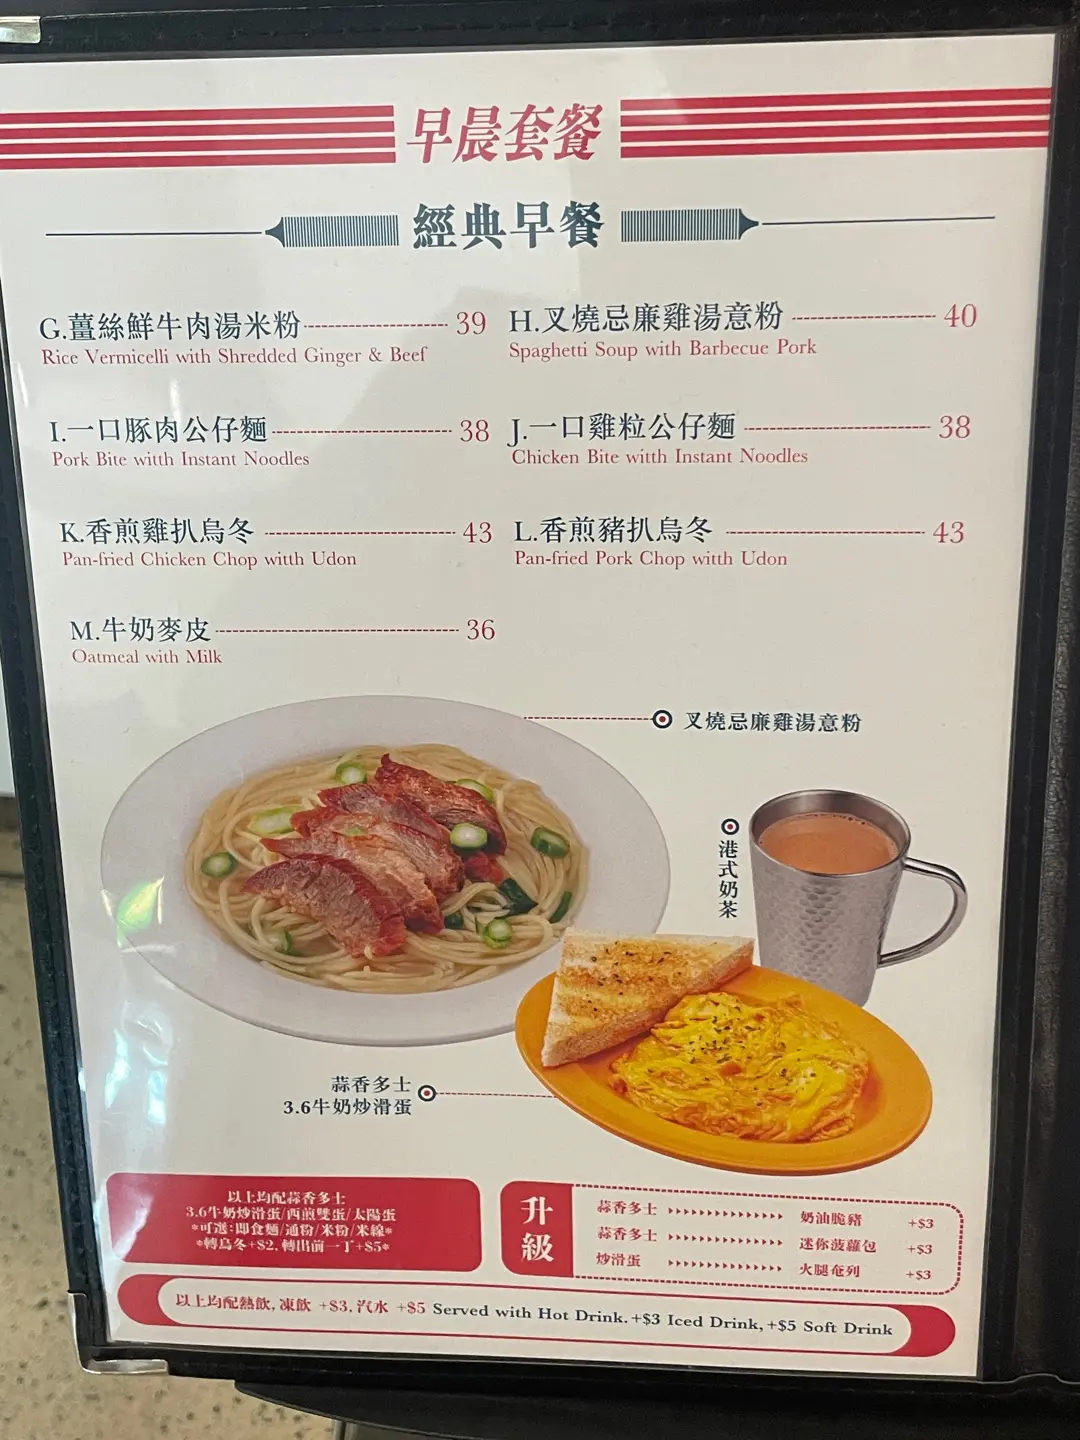 早晨套餐
經典早餐
G.薑絲鮮牛肉湯米粉 39
Rice Vermicelli with Shredded Ginger & Beef
H.叉燒忌廉雞湯意粉 40
Spaghetti Soup with Barbecue Pork
I.一口豚肉公仔麵 38
Pork Bite witth Instant Noodles
J.一口雞粒公仔麵 38
Chicken Bite witth Instant Noodles
K.香煎雞扒烏冬 43
Pan-fried Chicken Chop witth Udon
L.香煎豬扒烏冬 43
Pan-fried Pork Chop witth Udon
M.牛奶麥皮 36
Oatmeal with Milk
叉燒忌廉雞湯意粉
港式奶茶
蒜香多士
3.6牛奶炒滑蛋
以上均配蒜香多士
3.6牛奶炒滑蛋/西煎雙蛋/太陽蛋
*可選:即食麵/通粉/米粉/米線*
*轉烏冬+$2, 轉出前一丁+$5*
升級
蒜香多士 奶油脆豬 +$3
蒜香多士 迷你菠蘿包 +$3
炒滑蛋 火腿奄列 +$3
以上均配熱飲, 凍飲 +$3, 汽水 +$5 Served with Hot Drink. +$3 Iced Drink, +$5 Soft Drink